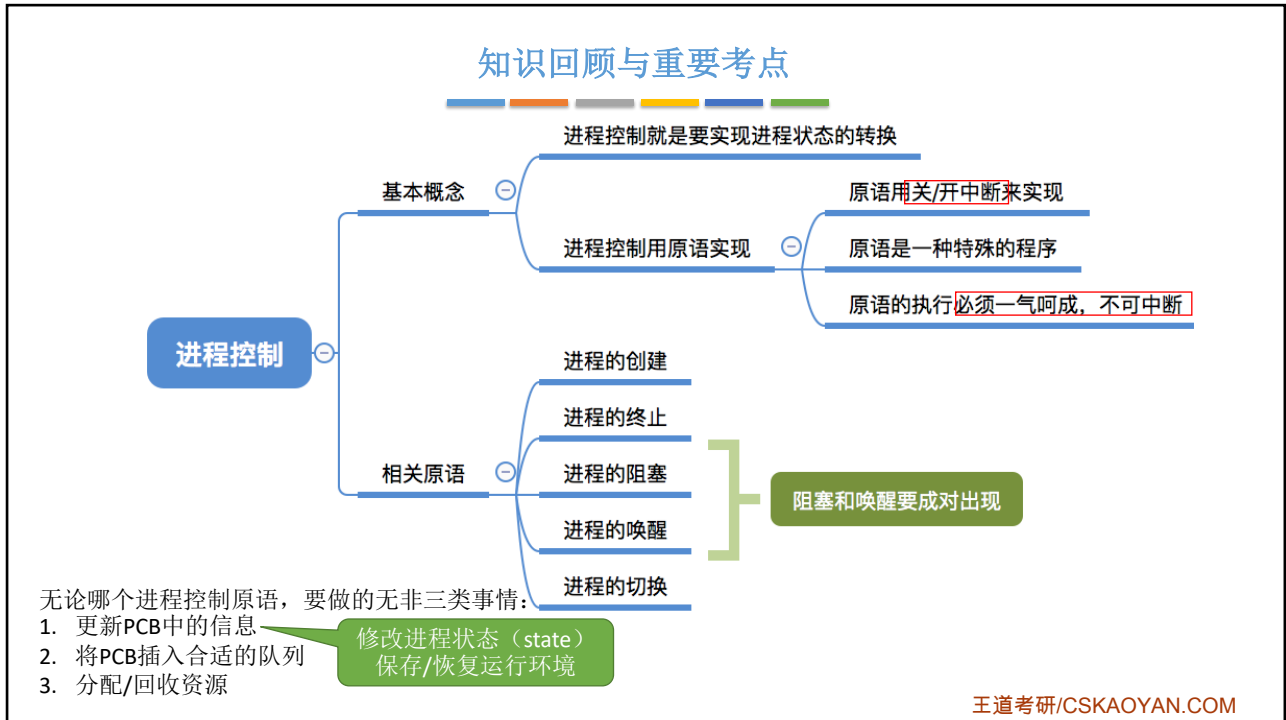 知识回顾与重要考点
进程控制就是要实现进程状态的转换
基本概念
原语用关/开中断来实现
进程控制用原语实现
原语是一种特殊的程序
原语的执行必须一气呵成，不可中断
进程控制
进程的创建
进程的终止
相关原语
进程的阻塞
阻塞和唤醒要成对出现
进程的唤醒
进程的切换
无论哪个进程控制原语，要做的无非三类事情：
1. 更新PCB中的信息
2. 将PCB插入合适的队列
3. 分配/回收资源
修改进程状态（state）
保存/恢复运行环境
王道考研/CSKAOYAN.COM